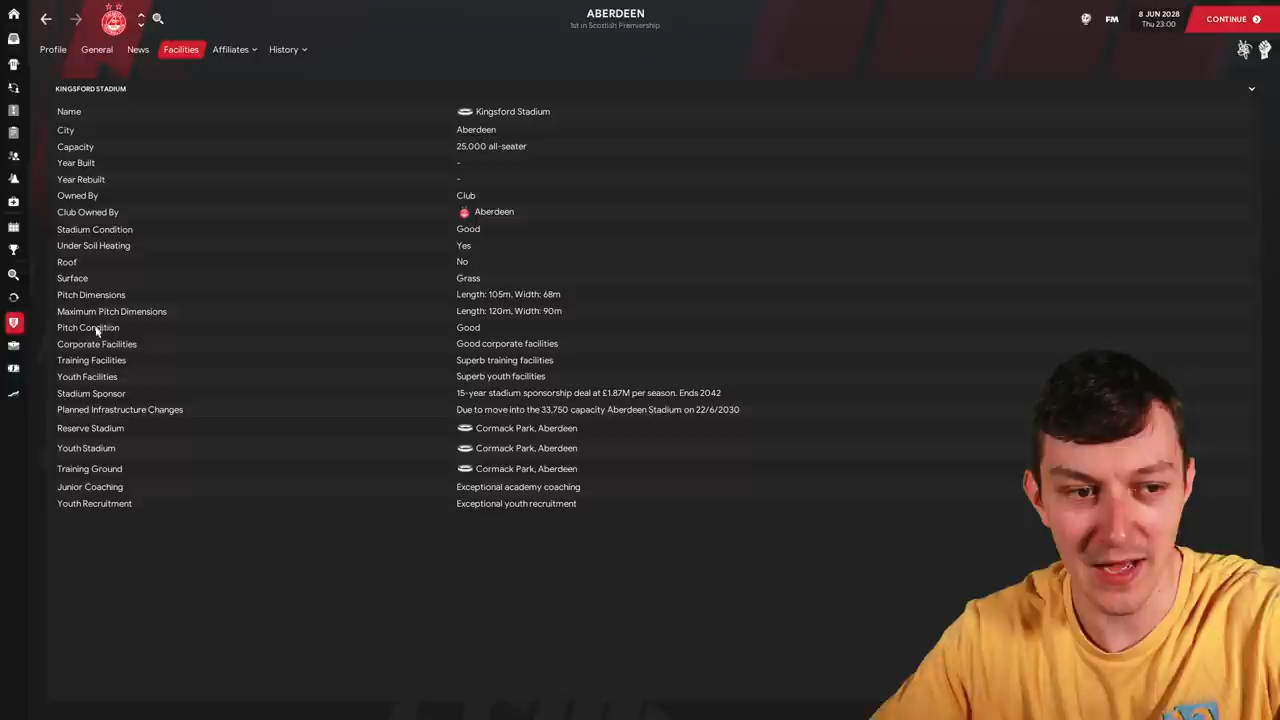 ABERDEEN
1st in Scottish Premiership
FM
8 JUN 2028
Thu 23:00
CONTINUE
Profile
General
News
Facilities
Affiliates
History
KINGSFORD STADIUM
Name Kingsford Stadium
City Aberdeen
Capacity 25,000 all-seater
Year Built -
Year Rebuilt -
Owned By Club
Club Owned By Aberdeen
Stadium Condition Good
Under Soil Heating Yes
Roof No
Surface Grass
Pitch Dimensions Length: 105m, Width: 68m
Maximum Pitch Dimensions Length: 120m, Width: 90m
Pitch Condition Good
Corporate Facilities Good corporate facilities
Training Facilities Superb training facilities
Youth Facilities Superb youth facilities
Stadium Sponsor 15-year stadium sponsorship deal at £1.87M per season. Ends 2042
Planned Infrastructure Changes Due to move into the 33,750 capacity Aberdeen Stadium on 22/6/2030
Reserve Stadium Cormack Park, Aberdeen
Youth Stadium Cormack Park, Aberdeen
Training Ground Cormack Park, Aberdeen
Junior Coaching Exceptional academy coaching
Youth Recruitment Exceptional youth recruitment